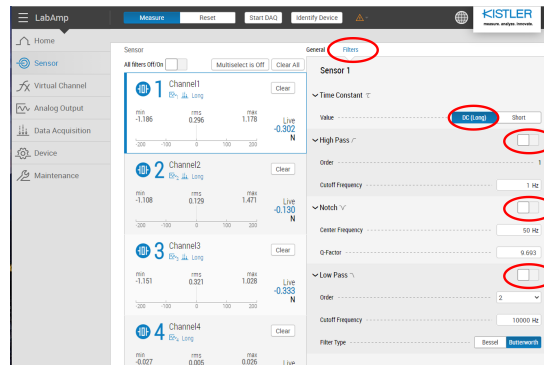 LabAmp
Measure
Reset
Start DAQ
Identify Device
KISTLER
measure. analyze. innovate.
Home
Sensor
Virtual Channel
Analog Output
Data Acquisition
Device
Maintenance
Sensor
All filters Off/On
Multiselect is Off
Clear All
1 Channel1
Long
Clear
min rms max
-1.186 0.296 1.178 Live
-0.302
N
-200 -100 0 100 200
2 Channel2
Long
Clear
min rms max
-1.108 0.129 1.471 Live
-0.130
N
-200 -100 0 100 200
3 Channel3
Long
Clear
min rms max
-1.151 0.321 1.028 Live
-0.333
N
-200 -100 0 100 200
4 Channel4
Long
Clear
min rms max
-0.027 0.005 0.026 Live
General Filters
Sensor 1
Time Constant τ
Value DC (Long) Short
High Pass
Order 1
Cutoff Frequency 1 Hz
Notch
Center Frequency 50 Hz
Q-Factor 9.693
Low Pass
Order 2
Cutoff Frequency 10000 Hz
Filter Type Bessel Butterworth